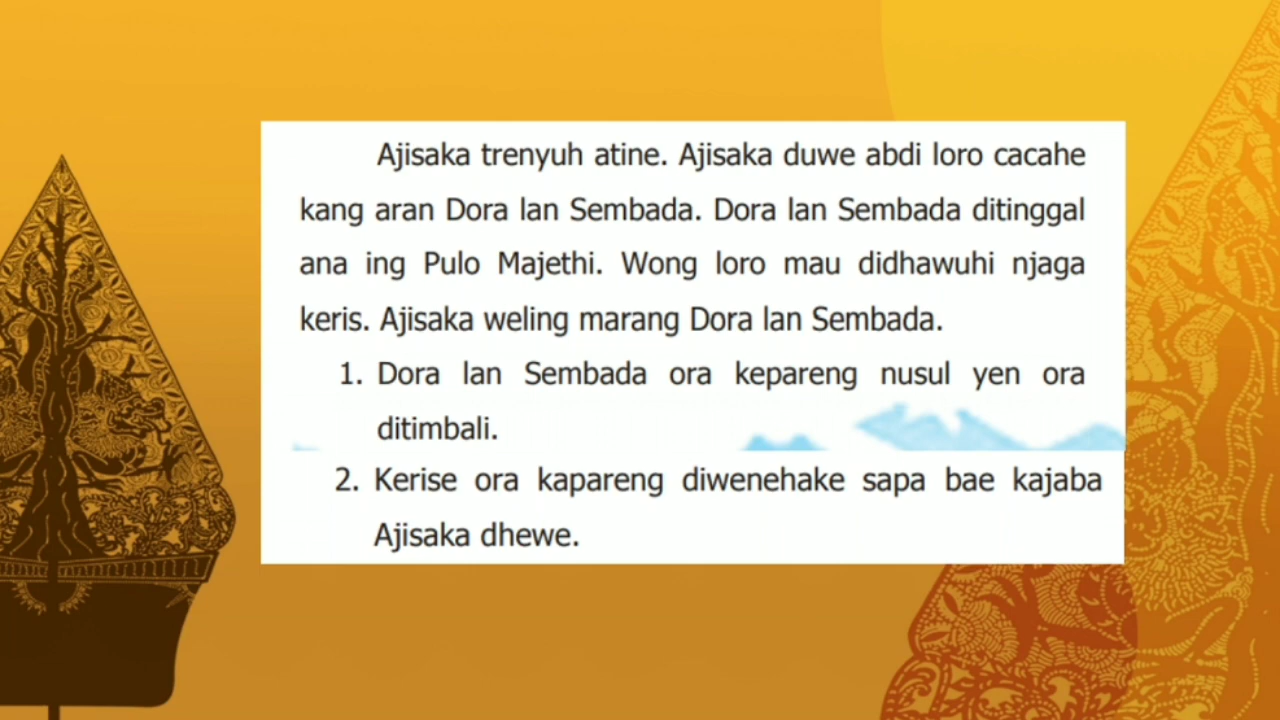 Ajisaka trenyuh atine. Ajisaka duwe abdi loro cacahe
kang aran Dora lan Sembada. Dora lan Sembada ditinggal
ana ing Pulo Majethi. Wong loro mau didhawuhi njaga
keris. Ajisaka weling marang Dora lan Sembada.
1. Dora lan Sembada ora kepareng nusul yen ora
ditimbali.
2. Kerise ora kapareng diwenehake sapa bae kajaba
Ajisaka dhewe.